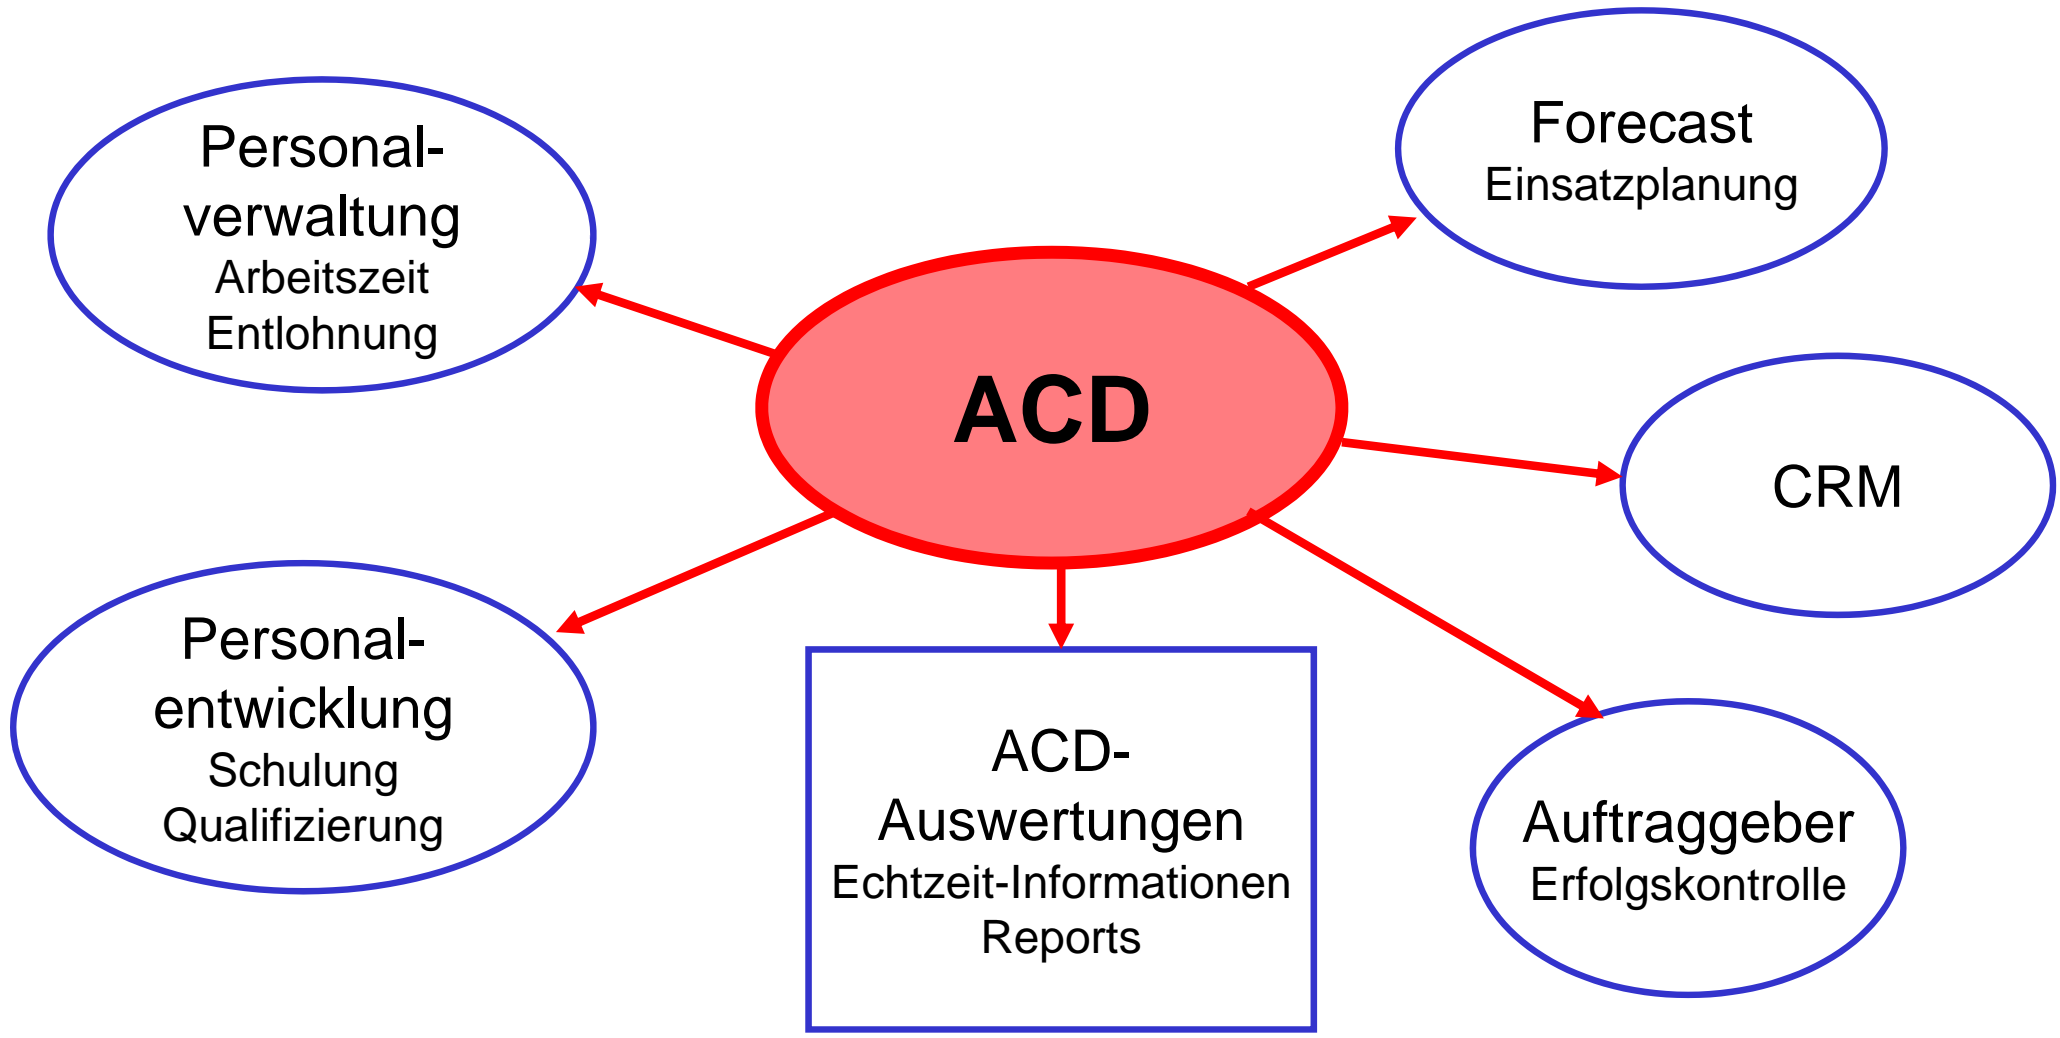 Personal-
verwaltung
Arbeitszeit
Entlohnung
Forecast
Einsatzplanung
ACD
CRM
Personal-
entwicklung
Schulung
Qualifizierung
ACD-
Auswertungen
Echtzeit-Informationen
Reports
Auftraggeber
Erfolgskontrolle